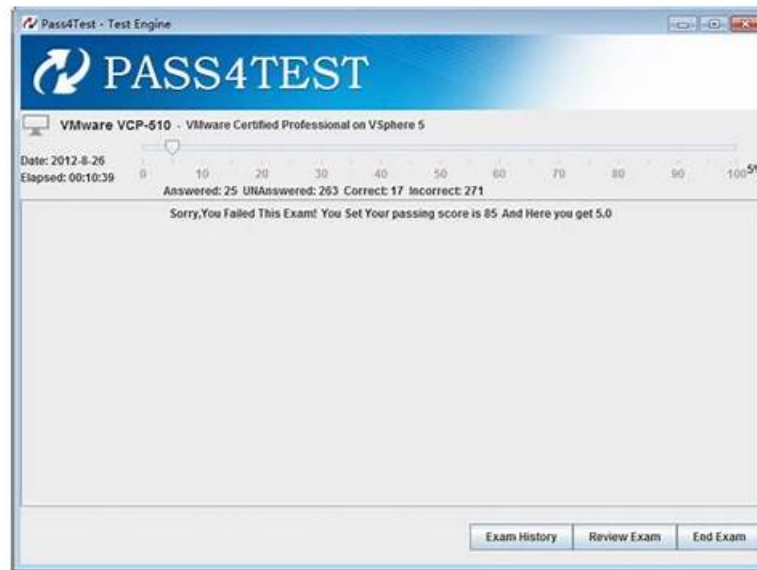 Pass4Test - Test Engine
PASS4TEST
VMware VCP-510 - VMware Certified Professional on VSphere 5
Date: 2012-8-26
Elapsed: 00:10:39
0 10 20 30 40 50 60 70 80 90 100 5%
Answered: 25 UNAnswered: 263 Correct: 17 Incorrect: 271
Sorry,You Failed This Exam! You Set Your passing score is 85 And Here you get 5.0
Exam History Review Exam End Exam